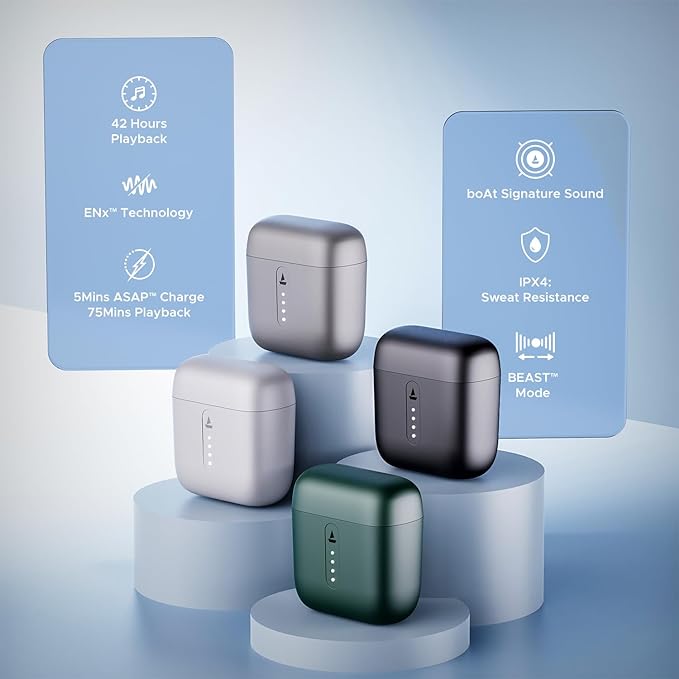 42 Hours
Playback
ENx™ Technology
5Mins ASAP™ Charge
75Mins Playback
boAt Signature Sound
IPX4:
Sweat Resistance
BEAST™
Mode